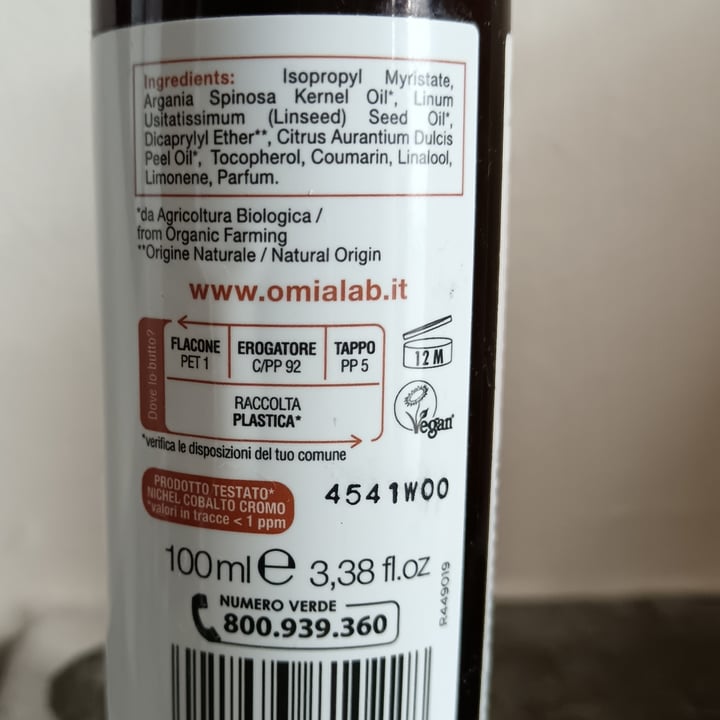 Ingredients: Isopropyl Myristate,
Argania Spinosa Kernel Oil*, Linum
Usitatissimum (Linseed) Seed Oil*,
Dicaprylyl Ether**, Citrus Aurantium Dulcis
Peel Oil*, Tocopherol, Coumarin, Linalool,
Limonene, Parfum.
*da Agricoltura Biologica /
from Organic Farming
**Origine Naturale / Natural Origin
www.omialab.it
Dove lo butto?
FLACONE EROGATORE TAPPO
PET 1 C/PP 92 PP 5
RACCOLTA
PLASTICA*
*verifica le disposizioni del tuo comune
12 M
Vegan
PRODOTTO TESTATO*
NICHEL COBALTO CROMO
*valori in tracce < 1 ppm
4541W00
100 ml e 3,38 fl.oz
NUMERO VERDE
800.939.360
R449019